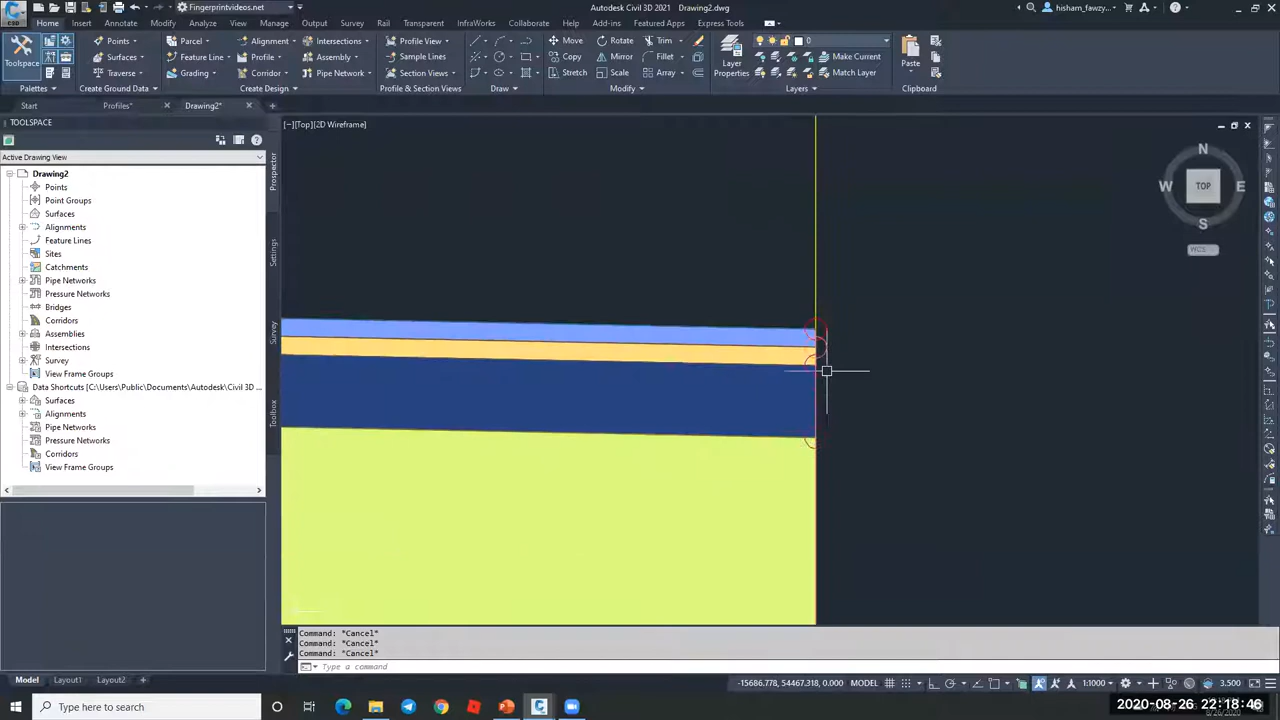 Fingerprintvideos.net
Autodesk Civil 3D 2021 Drawing2.dwg
hisham_fawzy...
C3D
Home Insert Annotate Modify Analyze View Manage Output Survey Rail Transparent InfraWorks Collaborate Help Add-ins Featured Apps Express Tools
Toolspace
Points
Surfaces
Traverse
Parcel
Feature Line
Grading
Alignment
Profile
Corridor
Intersections
Assembly
Pipe Network
Profile View
Sample Lines
Section Views
Move
Copy
Stretch
Rotate
Mirror
Scale
Trim
Fillet
Array
Layer
Properties
0
Make Current
Match Layer
Paste
Palettes
Create Ground Data
Create Design
Profile & Section Views
Draw
Modify
Layers
Clipboard
Start
Profiles*
Drawing2*
TOOLSPACE
[−][Top][2D Wireframe]
Active Drawing View
Drawing2
Points
Point Groups
Surfaces
Alignments
Feature Lines
Sites
Catchments
Pipe Networks
Pressure Networks
Bridges
Corridors
Assemblies
Intersections
Survey
View Frame Groups
Data Shortcuts [C:\Users\Public\Documents\Autodesk\Civil 3D ...
Surfaces
Alignments
Pipe Networks
Pressure Networks
Corridors
View Frame Groups
Prospector
Settings
Survey
Toolbox
N
W
TOP
E
S
WCS
Command: *Cancel*
Command: *Cancel*
Command: *Cancel*
Type a command
Model
Layout1
Layout2
-15686.778, 54467.318, 0.000
MODEL
1:1000
3.500
Type here to search
2020-08-26 22:18:46